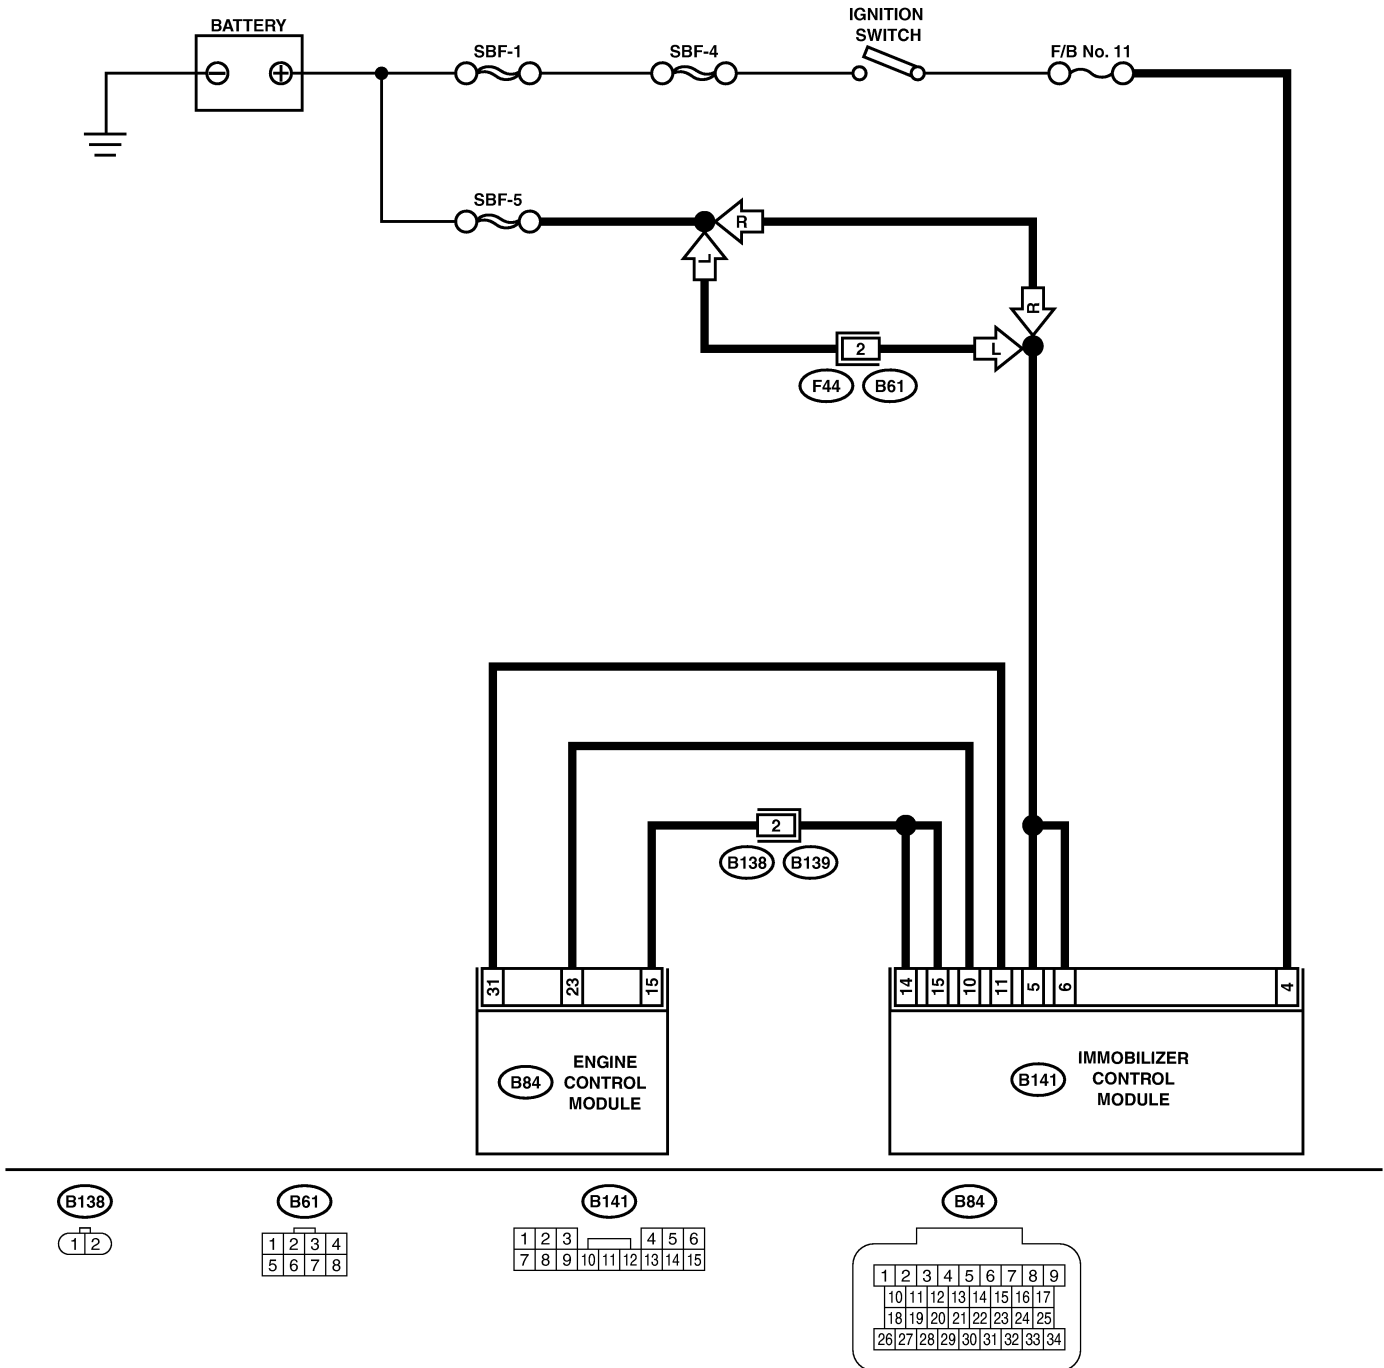 BATTERY
SBF-1
SBF-4
IGNITION
SWITCH
F/B No. 11
SBF-5
R
L
R
2
L
F44
B61
2
B138
B139
31
23
15
14
15
10
11
5
6
4
B84
ENGINE
CONTROL
MODULE
B141
IMMOBILIZER
CONTROL
MODULE
B138
1 2
B61
1 2 3 4
5 6 7 8
B141
1 2 3 4 5 6
7 8 9 10 11 12 13 14 15
B84
1 2 3 4 5 6 7 8 9
10 11 12 13 14 15 16 17
18 19 20 21 22 23 24 25
26 27 28 29 30 31 32 33 34